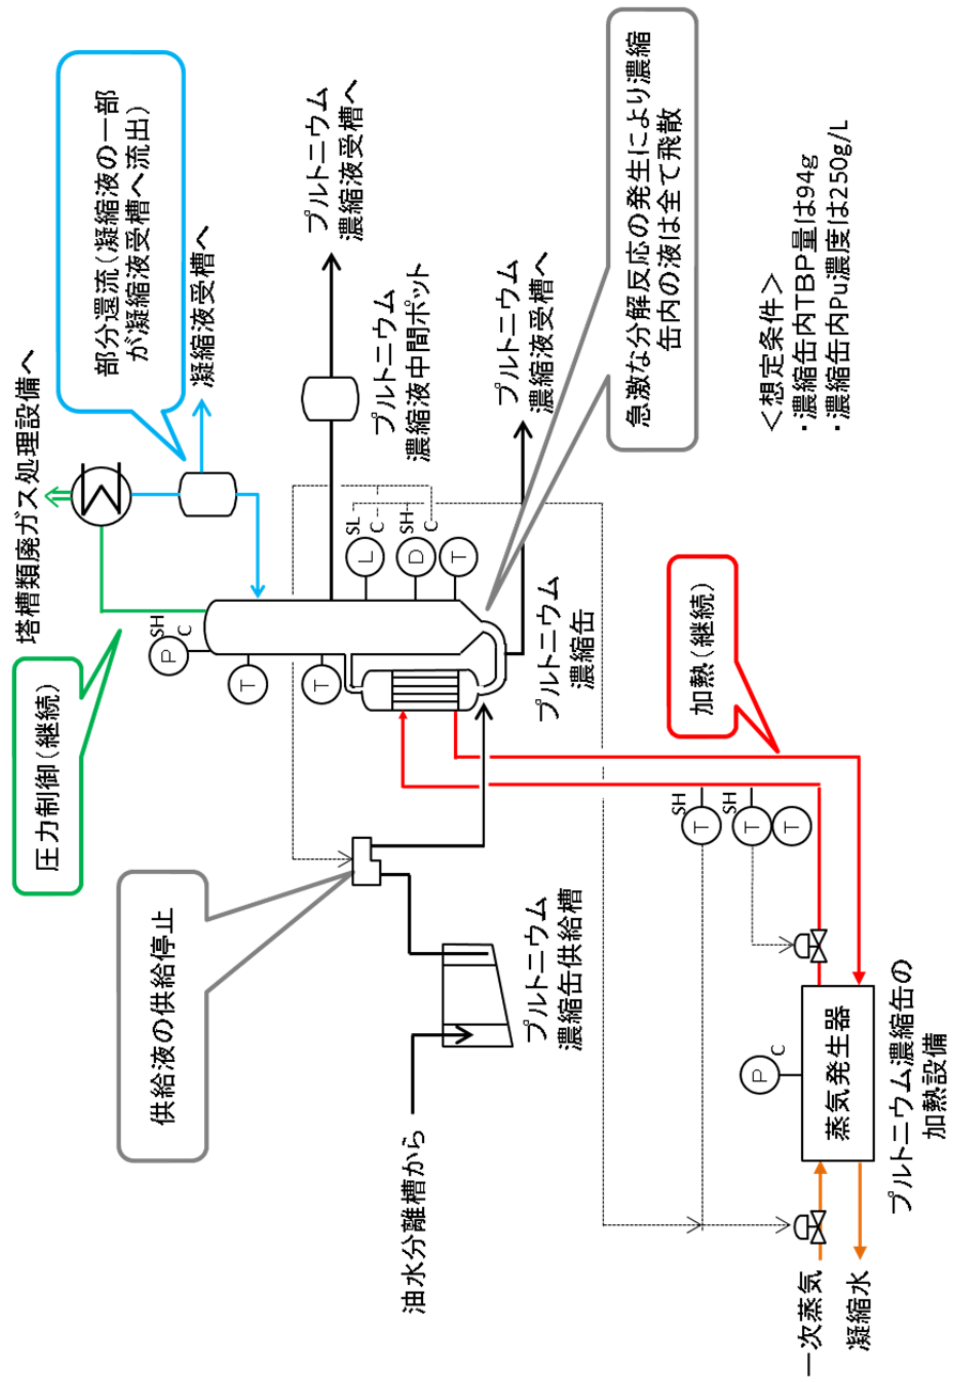 塔槽類廃ガス処理設備へ
圧力制御(継続)
部分還流(凝縮液の一部
が凝縮液受槽へ流出)
凝縮液受槽へ
供給液の供給停止
P
SH
C
T
T
L
SL
C
D
SH
C
T
プルトニウム
濃縮液受槽へ
プルトニウム
濃縮液中間ポット
プルトニウム
濃縮液受槽へ
急激な分解反応の発生により濃縮
缶内の液は全て飛散
油水分離槽から
プルトニウム
濃縮缶供給槽
プルトニウム
濃縮缶
加熱(継続)
T
SH
T
SH
T
P
C
蒸気発生器
一次蒸気
凝縮水
プルトニウム濃縮缶の
加熱設備
<想定条件>
・濃縮缶内TBP量は94g
・濃縮缶内Pu濃度は250g/L